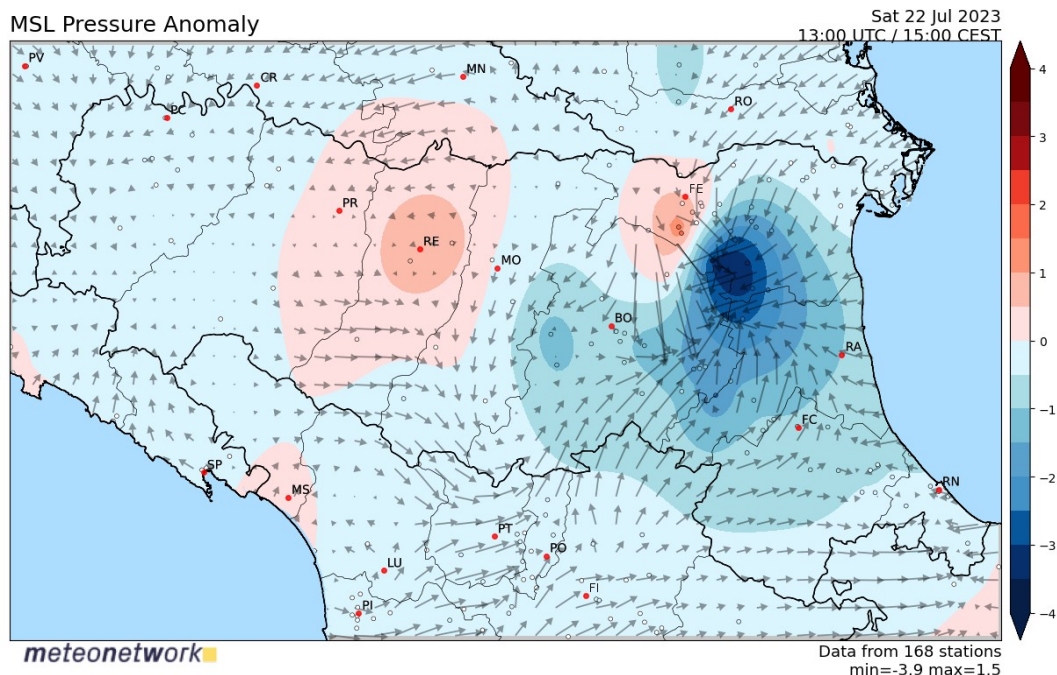 MSL Pressure Anomaly
Sat 22 Jul 2023
13:00 UTC / 15:00 CEST
PV
CR
MN
PC
RO
PR
FE
RE
MO
BO
RA
FC
SP
MS
RN
PT
PO
LU
FI
PI
4
3
2
1
0
−1
−2
−3
−4
meteonetwork
Data from 168 stations
min=-3.9 max=1.5